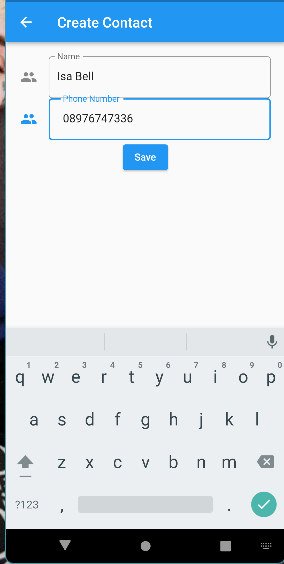 Create Contact
Name
Isa Bell
Phone Number
08976747336
Save
1 2 3 4 5 6 7 8 9 0
q w e r t y u i o p
a s d f g h j k l
z x c v b n m
?123 , .